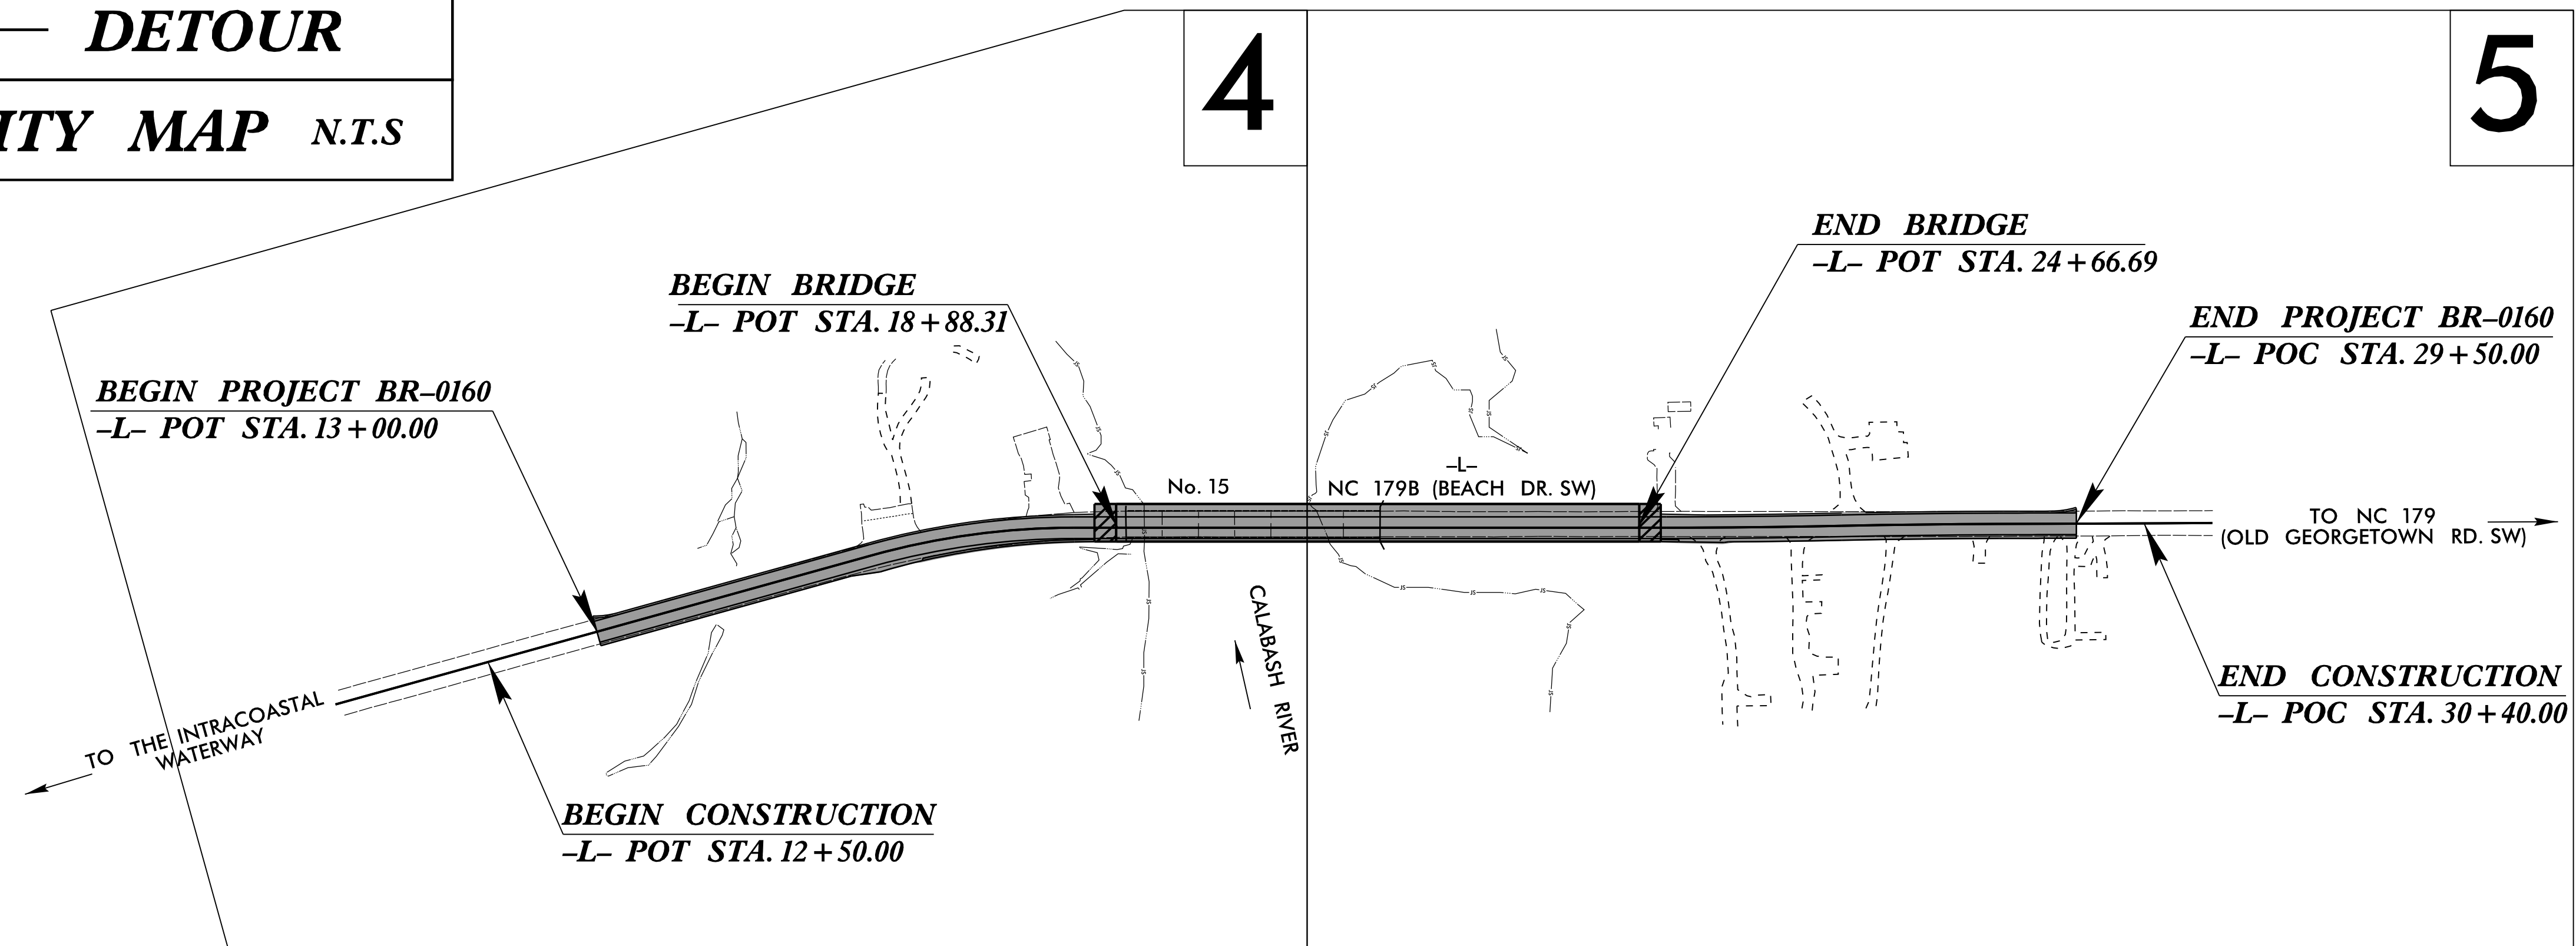 — DETOUR
ITY MAP N.T.S
4
5
END BRIDGE
–L– POT STA. 24+66.69
BEGIN BRIDGE
–L– POT STA. 18+88.31
END PROJECT BR–0160
–L– POC STA. 29+50.00
BEGIN PROJECT BR–0160
–L– POT STA. 13+00.00
–L–
No. 15
NC 179B (BEACH DR. SW)
TO NC 179
(OLD GEORGETOWN RD. SW)
CALABASH RIVER
TO THE INTRACOASTAL
WATERWAY
END CONSTRUCTION
–L– POC STA. 30+40.00
BEGIN CONSTRUCTION
–L– POT STA. 12+50.00